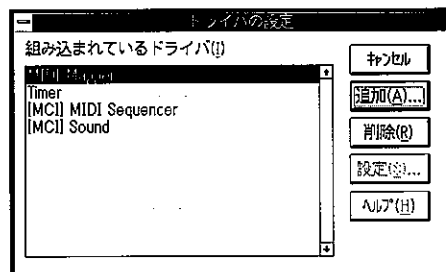 ドライバの設定
組み込まれているドライバ(I)
MIDI Mapper
Timer
[MCI] MIDI Sequencer
[MCI] Sound
キャンセル
追加(A)...
削除(R)
設定(S)...
ヘルプ(H)